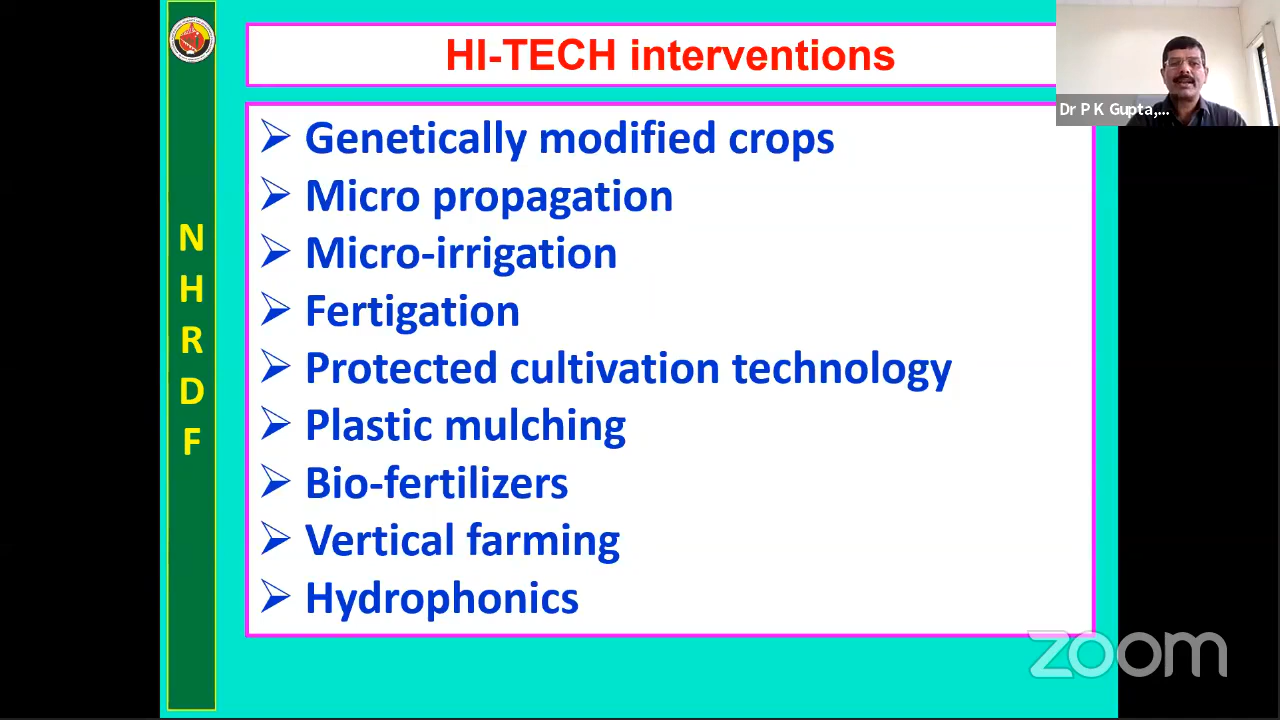 HI-TECH interventions
Dr P K Gupta,...
N
H
R
D
F
Genetically modified crops
Micro propagation
Micro-irrigation
Fertigation
Protected cultivation technology
Plastic mulching
Bio-fertilizers
Vertical farming
Hydrophonics
zoom